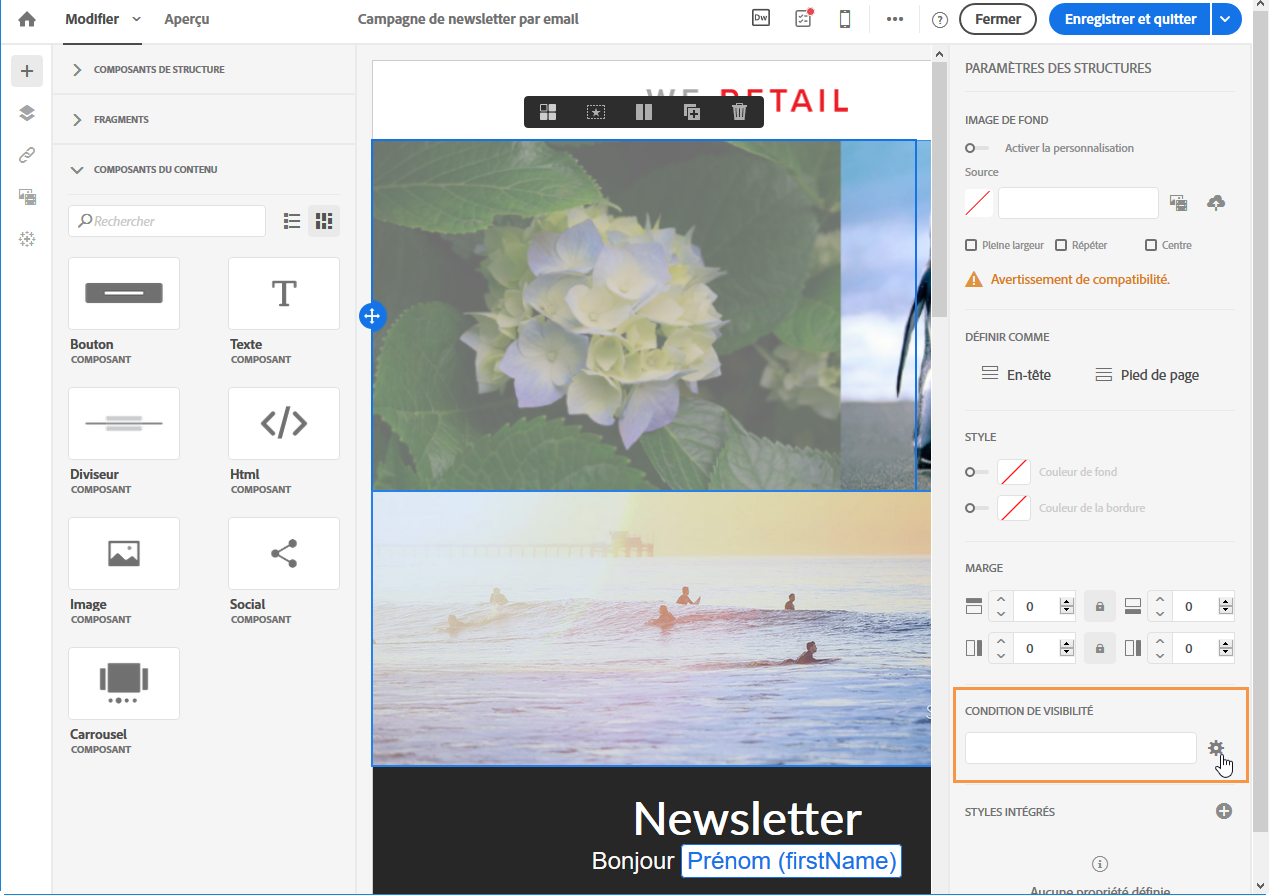 Modifier
Aperçu
Campagne de newsletter par email
Dw
?
Fermer
Enregistrer et quitter
COMPOSANTS DE STRUCTURE
FRAGMENTS
COMPOSANTS DU CONTENU
Rechercher
Bouton
COMPOSANT
Texte
COMPOSANT
Diviseur
COMPOSANT
Html
COMPOSANT
Image
COMPOSANT
Social
COMPOSANT
Carrousel
COMPOSANT
WE RETAIL
Newsletter
Bonjour Prénom (firstName)
PARAMÈTRES DES STRUCTURES
IMAGE DE FOND
Activer la personnalisation
Source
Pleine largeur Répéter Centre
Avertissement de compatibilité.
DÉFINIR COMME
En-tête Pied de page
STYLE
Couleur de fond
Couleur de la bordure
MARGE
0 0
0 0
CONDITION DE VISIBILITÉ
STYLES INTÉGRÉS
Aucune propriété définie